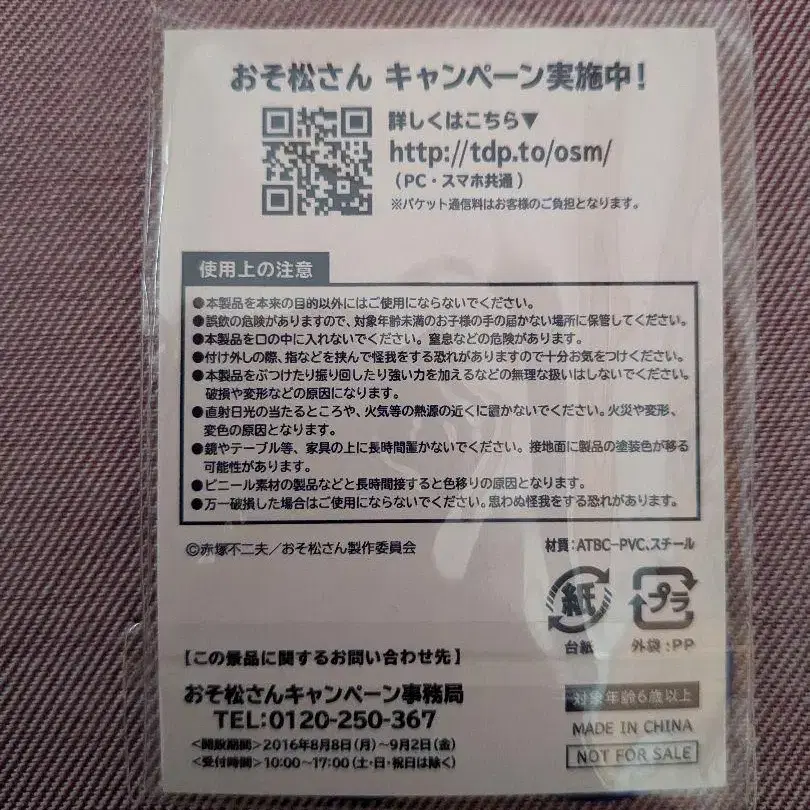 おそ松さん キャンペーン実施中!
詳しくはこちら▼
http://tdp.to/osm/
(PC・スマホ共通)
※パケット通信料はお客様のご負担となります。
使用上の注意
●本製品を本来の目的以外にはご使用にならないでください。
●誤飲の危険がありますので、対象年齢未満のお子様の手の届かない場所に保管してください。
●本製品を口の中に入れないでください。窒息などの危険があります。
●付け外しの際、指などを挟んで怪我をする恐れがありますので十分お気をつけください。
●本製品をぶつけたり振り回したり強い力を加えるなどの無理な扱いはしないでください。
破損や変形などの原因になります。
●直射日光の当たるところや、火気等の熱源の近くに置かないでください。火災や変形、
変色の原因となります。
●鏡やテーブル等、家具の上に長時間置かないでください。接地面に製品の塗装色が移る
可能性があります。
●ビニール素材の製品などと長時間接すると色移りの原因となります。
●万一破損した場合はご使用にならないでください。思わぬ怪我をする恐れがあります。
©赤塚不二夫/おそ松さん製作委員会
材質:ATBC-PVC、スチール
紙
台紙
プラ
外袋:PP
【この景品に関するお問い合わせ先】
おそ松さんキャンペーン事務局
TEL:0120-250-367
<開設期間>2016年8月8日(月)~9月2日(金)
<受付時間>10:00~17:00(土・日・祝日は除く)
対象年齢6歳以上
MADE IN CHINA
NOT FOR SALE